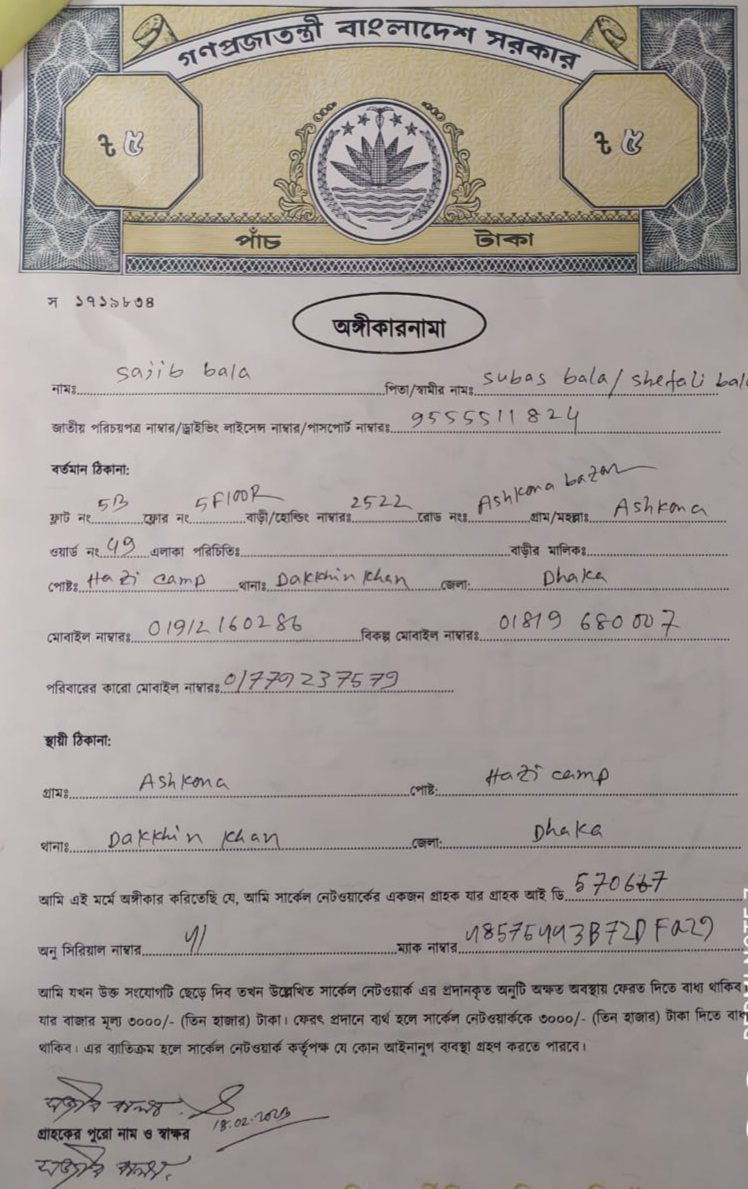 গণপ্রজাতন্ত্রী বাংলাদেশ সরকার
৳ ৫ ৳ ৫
পাঁচ টাকা
স ১৭১৯৮৩৪
অঙ্গীকারনামা
নামঃ sajib bala পিতা/স্বামীর নামঃ subas bala/ shefali bala
জাতীয় পরিচয়পত্র নাম্বার/ড্রাইভিং লাইসেন্স নাম্বার/পাসপোর্ট নাম্বারঃ 9555511824
বর্তমান ঠিকানা:
ফ্লাট নং 5B ফ্লোর নং 5Floor বাড়ী/হোল্ডিং নাম্বারঃ 2522 রোড নংঃ Ashkona bazar গ্রাম/মহল্লাঃ Ashkona
ওয়ার্ড নং 49 এলাকা পরিচিতিঃ বাড়ীর মালিকঃ
পোষ্টঃ Hazi camp থানাঃ Dakkhin khan জেলা: Dhaka
মোবাইল নাম্বারঃ 01912160286 বিকল্প মোবাইল নাম্বারঃ 01819 680007
পরিবারের কারো মোবাইল নাম্বারঃ 01779237579
স্থায়ী ঠিকানা:
গ্রামঃ Ashkona পোষ্ট: Hazi camp
থানাঃ Dakkhin khan জেলা: Dhaka
আমি এই মর্মে অঙ্গীকার করিতেছি যে, আমি সার্কেল নেটওয়ার্কের একজন গ্রাহক যার গ্রাহক আই ডি 570667
অনু সিরিয়াল নাম্বার ম্যাক নাম্বার 48575443B72DFA29
আমি যখন উক্ত সংযোগটি ছেড়ে দিব তখন উল্লেখিত সার্কেল নেটওয়ার্ক এর প্রদানকৃত অনুটি অক্ষত অবস্থায় ফেরত দিতে বাধ্য থাকিব
যার বাজার মূল্য ৩০০০/- (তিন হাজার) টাকা। ফেরৎ প্রদানে ব্যর্থ হলে সার্কেল নেটওয়ার্ককে ৩০০০/- (তিন হাজার) টাকা দিতে বাধ্য
থাকিব। এর ব্যতিক্রম হলে সার্কেল নেটওয়ার্ক কর্তৃপক্ষ যে কোন আইনানুগ ব্যবস্থা গ্রহণ করতে পারবে।
18.02.2023
গ্রাহকের পুরো নাম ও স্বাক্ষর